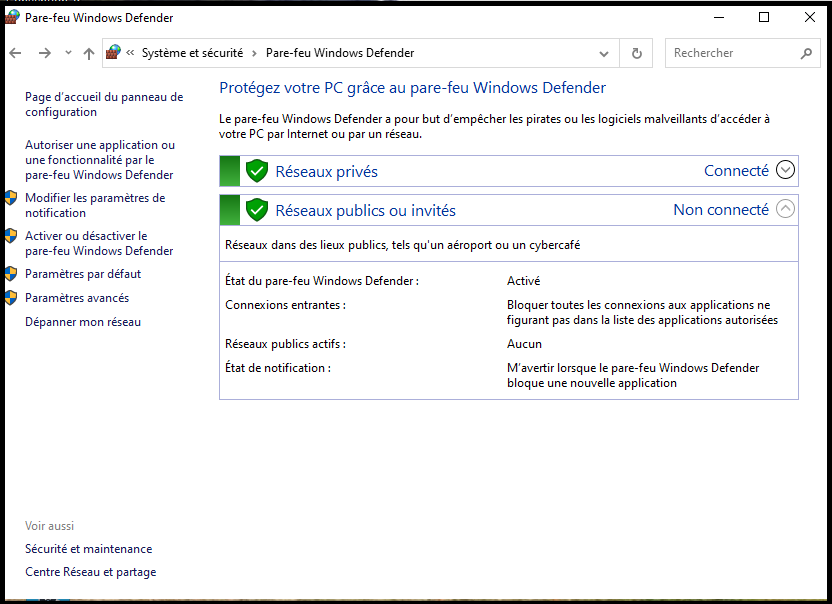 Pare-feu Windows Defender
« Système et sécurité › Pare-feu Windows Defender
Rechercher
Page d'accueil du panneau de
configuration
Autoriser une application ou
une fonctionnalité par le
pare-feu Windows Defender
Modifier les paramètres de
notification
Activer ou désactiver le
pare-feu Windows Defender
Paramètres par défaut
Paramètres avancés
Dépanner mon réseau
Protégez votre PC grâce au pare-feu Windows Defender
Le pare-feu Windows Defender a pour but d'empêcher les pirates ou les logiciels malveillants d'accéder à
votre PC par Internet ou par un réseau.
Réseaux privés Connecté
Réseaux publics ou invités Non connecté
Réseaux dans des lieux publics, tels qu'un aéroport ou un cybercafé
État du pare-feu Windows Defender : Activé
Connexions entrantes : Bloquer toutes les connexions aux applications ne
figurant pas dans la liste des applications autorisées
Réseaux publics actifs : Aucun
État de notification : M'avertir lorsque le pare-feu Windows Defender
bloque une nouvelle application
Voir aussi
Sécurité et maintenance
Centre Réseau et partage